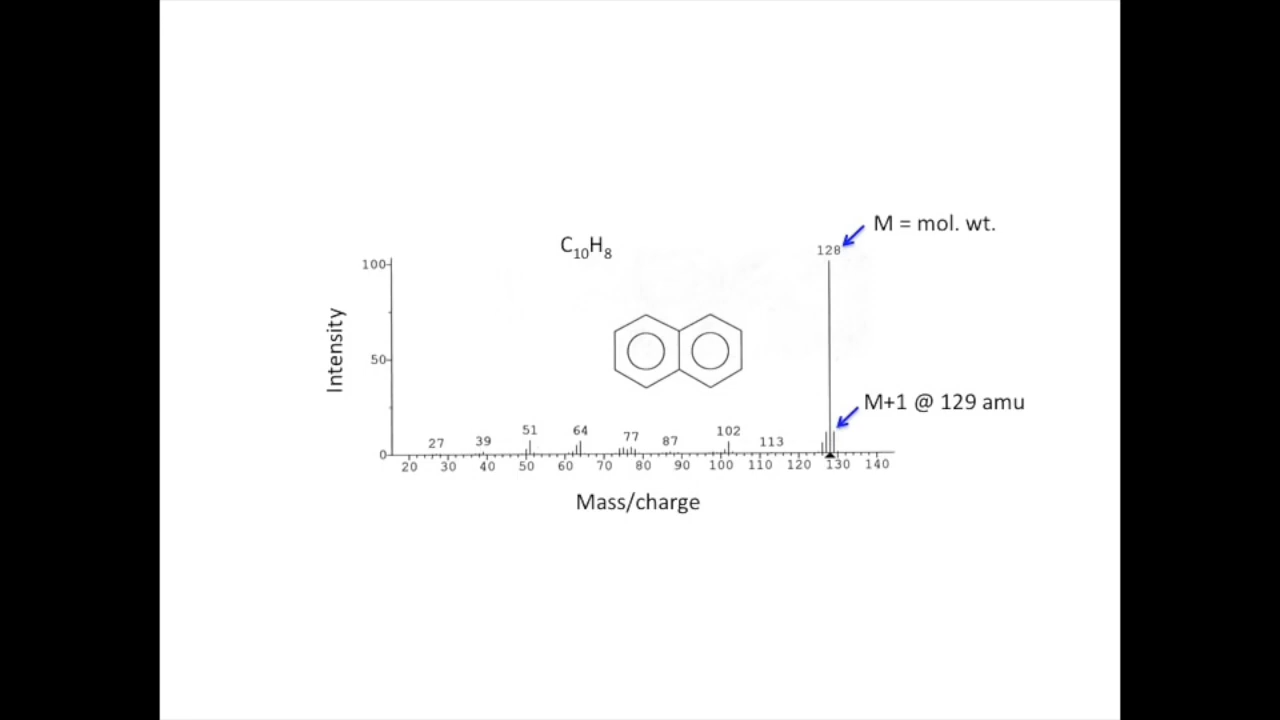 M = mol. wt.
C10H8
128
100
Intensity
50
M+1 @ 129 amu
27 39 51 64 77 87 102 113
0
20 30 40 50 60 70 80 90 100 110 120 130 140
Mass/charge